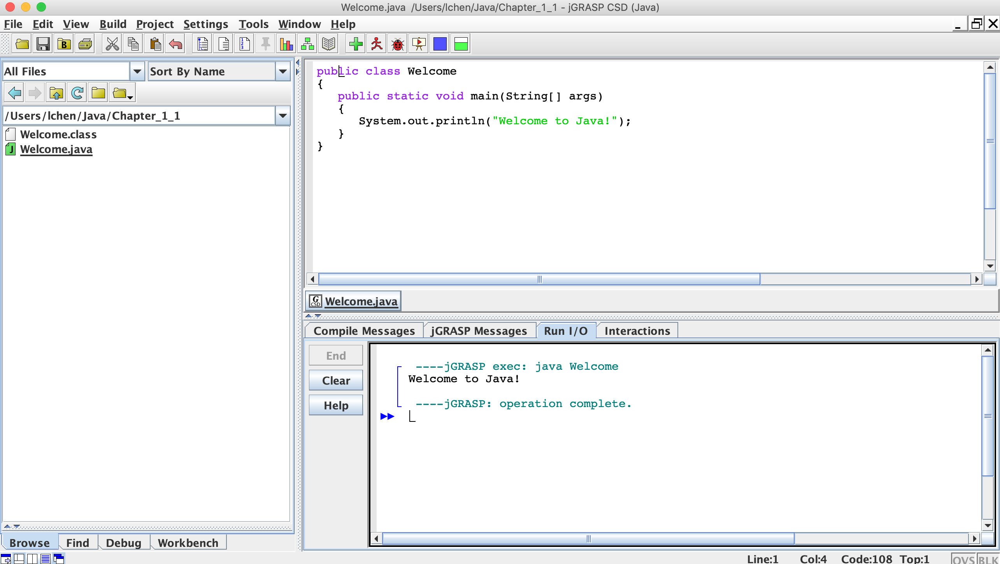 Welcome.java /Users/lchen/Java/Chapter_1_1 - jGRASP CSD (Java)
File Edit View Build Project Settings Tools Window Help
B 1 2 3
All Files Sort By Name
/Users/lchen/Java/Chapter_1_1
Welcome.class
J Welcome.java
Browse Find Debug Workbench
public class Welcome
{
   public static void main(String[] args)
   {
      System.out.println("Welcome to Java!");
   }
}
G CSD Welcome.java
Compile Messages jGRASP Messages Run I/O Interactions
End
Clear
Help
 ----jGRASP exec: java Welcome
Welcome to Java!
 ----jGRASP: operation complete.
Line:1 Col:4 Code:108 Top:1 OVS BLK